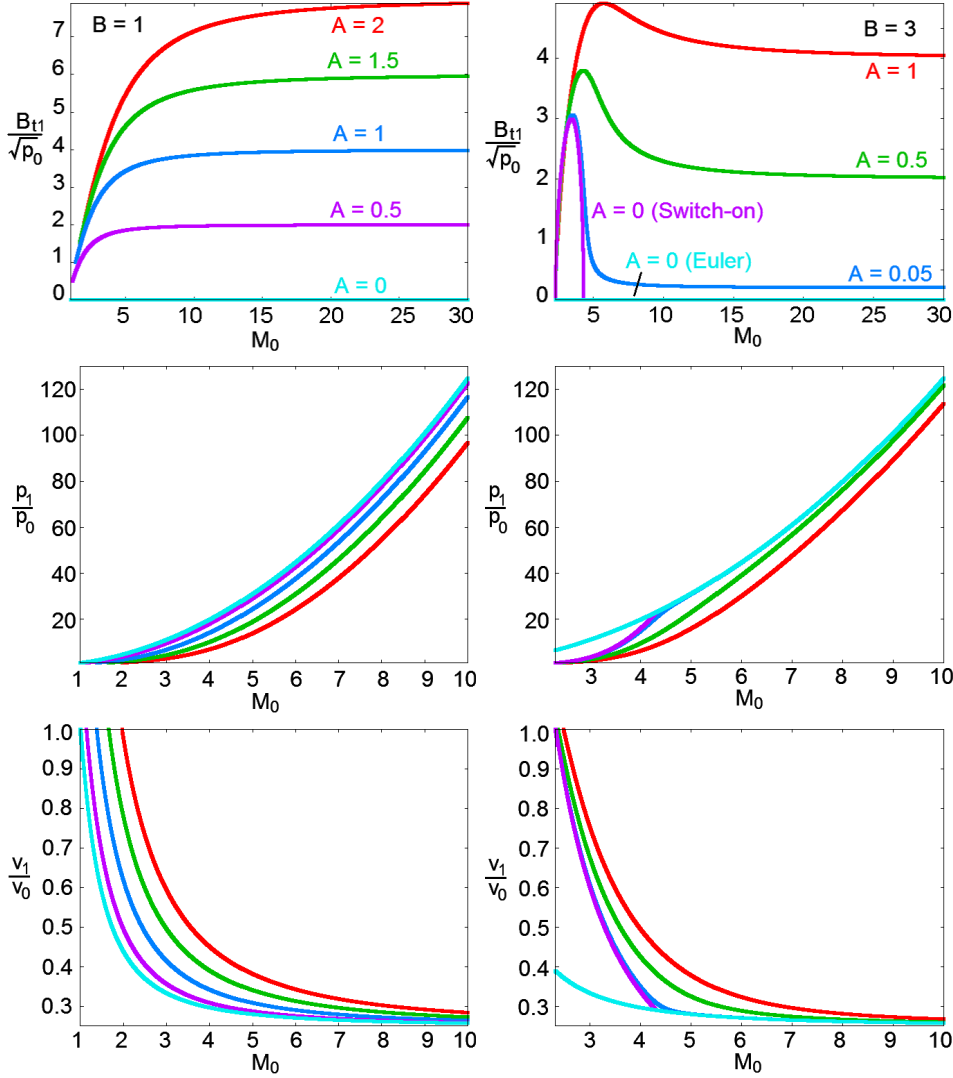 B = 1
A = 2
A = 1.5
A = 1
A = 0.5
A = 0
B_t1
√p_0
7
6
5
4
3
2
1
0
5 10 15 20 25 30
M_0
B = 3
A = 1
A = 0.5
A = 0 (Switch-on)
A = 0 (Euler)
A = 0.05
B_t1
√p_0
4
3
2
1
0
5 10 15 20 25 30
M_0
p_1
p_0
120
100
80
60
40
20
1 2 3 4 5 6 7 8 9 10
M_0
p_1
p_0
120
100
80
60
40
20
3 4 5 6 7 8 9 10
M_0
v_1
v_0
1.0
0.9
0.8
0.7
0.6
0.5
0.4
0.3
1 2 3 4 5 6 7 8 9 10
M_0
v_1
v_0
1.0
0.9
0.8
0.7
0.6
0.5
0.4
0.3
3 4 5 6 7 8 9 10
M_0